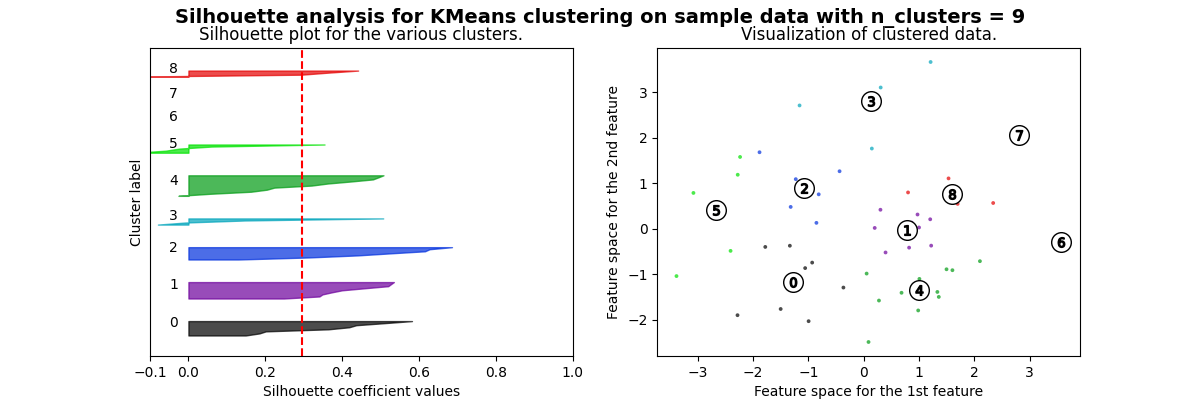 Silhouette analysis for KMeans clustering on sample data with n_clusters = 9
Silhouette plot for the various clusters.
Cluster label
8
7
6
5
4
3
2
1
0
−0.1 0.0 0.2 0.4 0.6 0.8 1.0
Silhouette coefficient values
Visualization of clustered data.
Feature space for the 2nd feature
3
2
1
0
−1
−2
3
7
2
8
5
1
6
0
4
−3 −2 −1 0 1 2 3
Feature space for the 1st feature